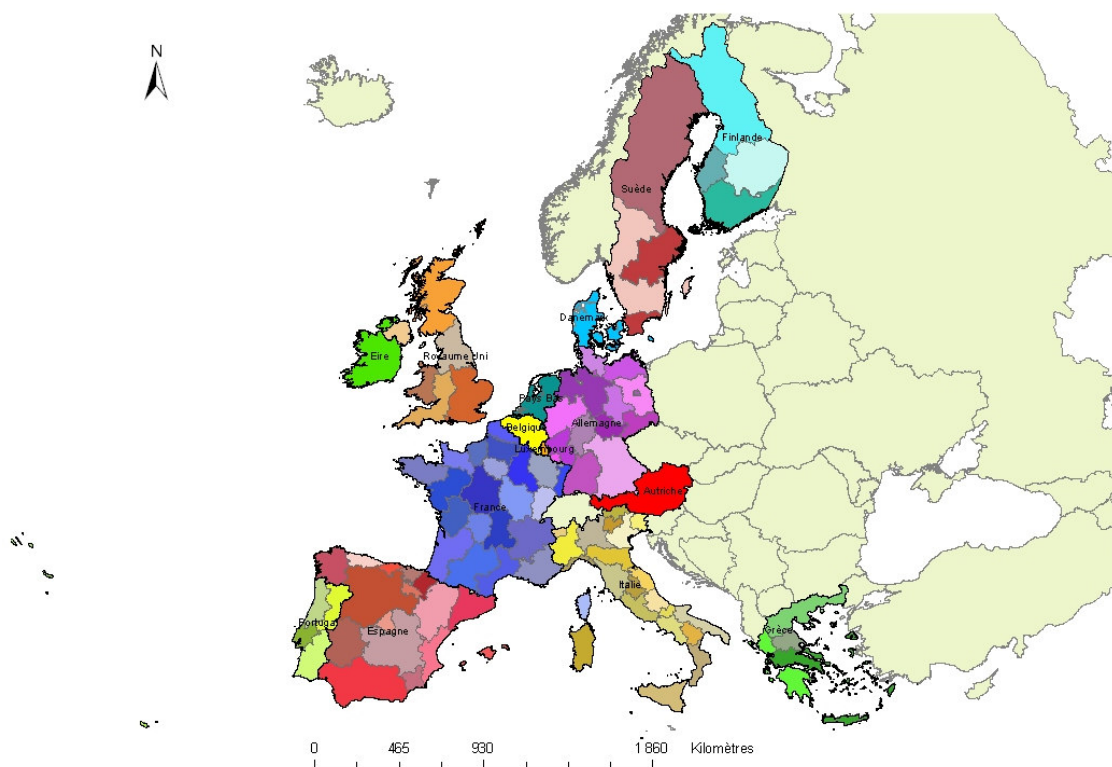 N
Finlande
Suède
Danemark
Eire
Royaume Uni
Pays Bas
Allemagne
Belgique
Luxembourg
Autriche
France
Italie
Portugal
Espagne
Grèce
0 465 930 1 860 Kilomètres